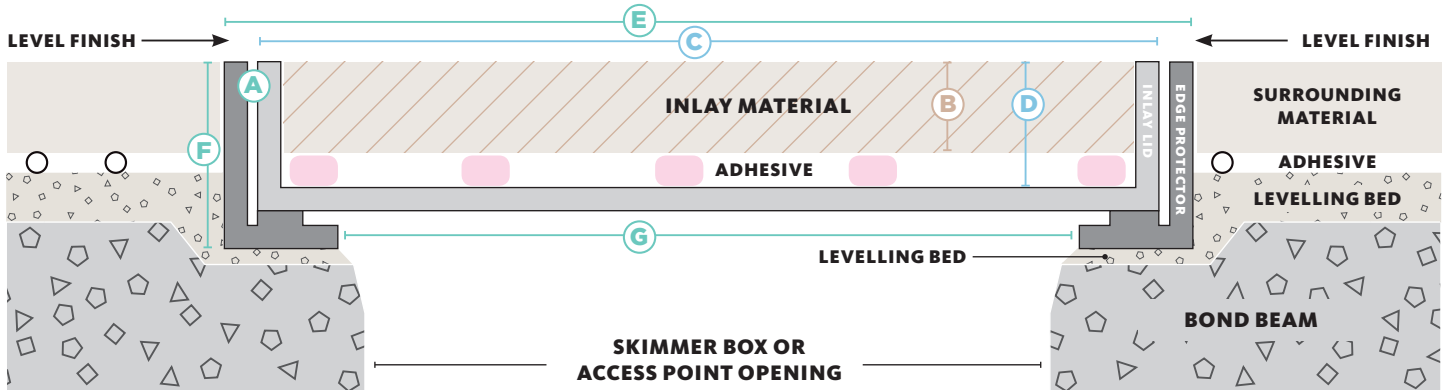 E
LEVEL FINISH
C
LEVEL FINISH
A
INLAY MATERIAL
B
D
INLAY LID
EDGE PROTECTOR
SURROUNDING
MATERIAL
F
ADHESIVE
ADHESIVE
LEVELLING BED
G
LEVELLING BED
BOND BEAM
SKIMMER BOX OR
ACCESS POINT OPENING